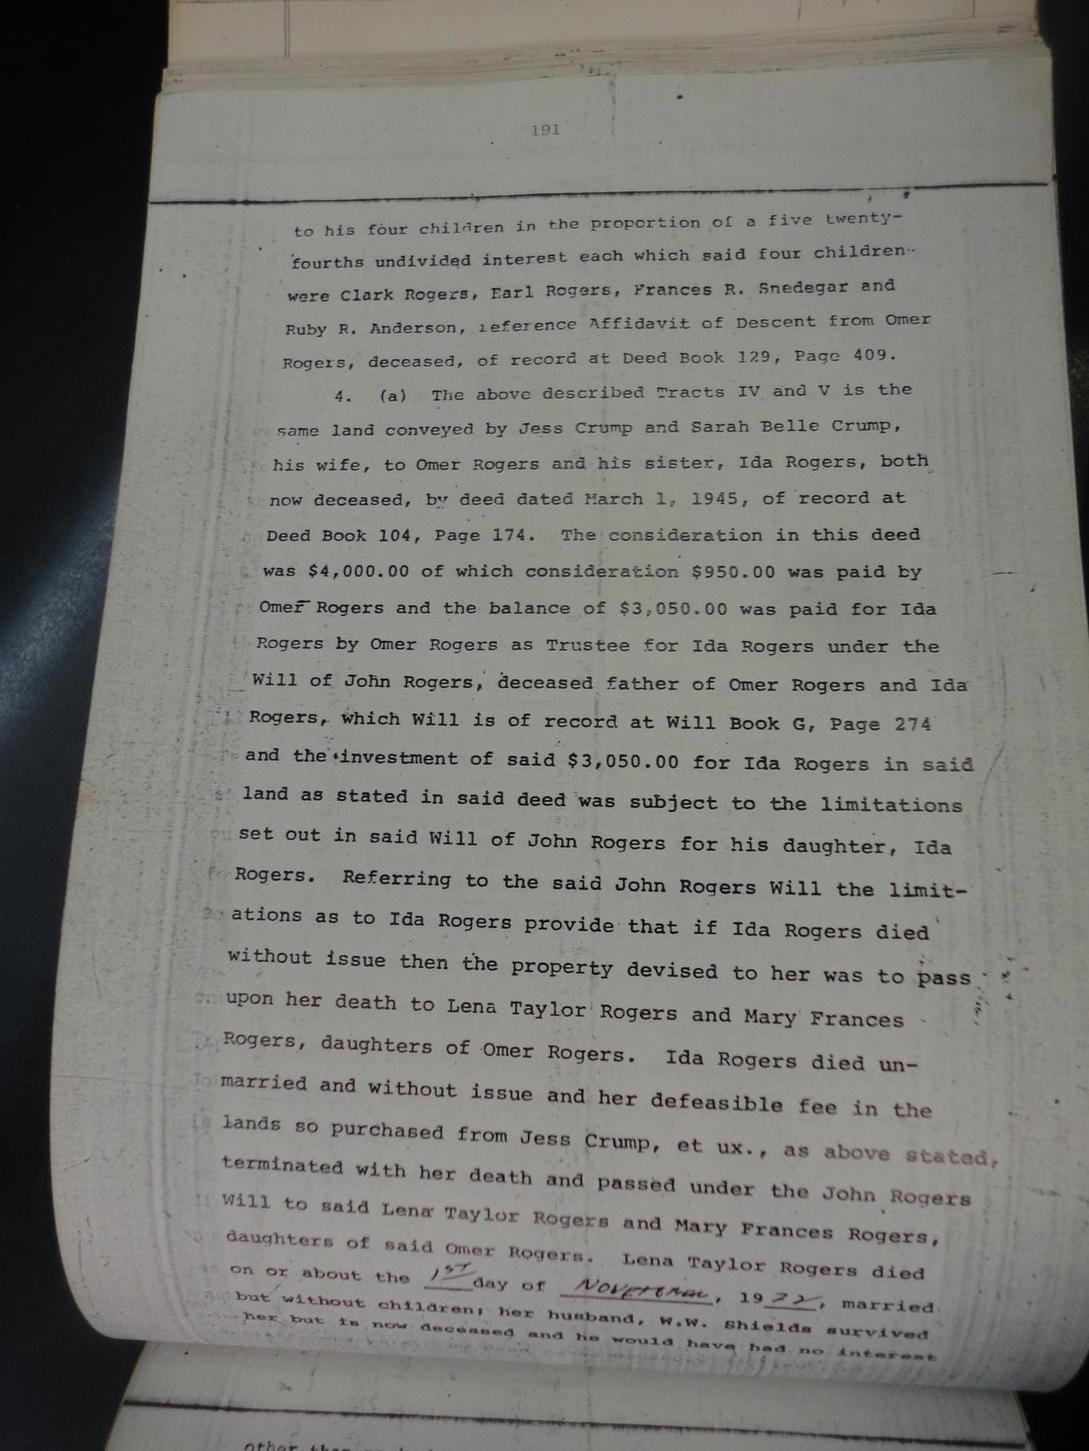 191
to his four children in the proportion of a five twenty-
fourths undivided interest each which said four children
were Clark Rogers, Earl Rogers, Frances R. Snedegar and
Ruby R. Anderson, reference Affidavit of Descent from Omer
Rogers, deceased, of record at Deed Book 129, Page 409.
4. (a) The above described Tracts IV and V is the
same land conveyed by Jess Crump and Sarah Belle Crump,
his wife, to Omer Rogers and his sister, Ida Rogers, both
now deceased, by deed dated March 1, 1945, of record at
Deed Book 104, Page 174. The consideration in this deed
was $4,000.00 of which consideration $950.00 was paid by
Omer Rogers and the balance of $3,050.00 was paid for Ida
Rogers by Omer Rogers as Trustee for Ida Rogers under the
Will of John Rogers, deceased father of Omer Rogers and Ida
Rogers, which Will is of record at Will Book G, Page 274
and the investment of said $3,050.00 for Ida Rogers in said
land as stated in said deed was subject to the limitations
set out in said Will of John Rogers for his daughter, Ida
Rogers. Referring to the said John Rogers Will the limit-
ations as to Ida Rogers provide that if Ida Rogers died
without issue then the property devised to her was to pass
upon her death to Lena Taylor Rogers and Mary Frances
Rogers, daughters of Omer Rogers. Ida Rogers died un-
married and without issue and her defeasible fee in the
lands so purchased from Jess Crump, et ux., as above stated,
terminated with her death and passed under the John Rogers
Will to said Lena Taylor Rogers and Mary Frances Rogers,
daughters of said Omer Rogers. Lena Taylor Rogers died
on or about the 1st day of November, 1972, married
but without children; her husband, W.W. Shields survived
her but is now deceased and he would have had no interest
other